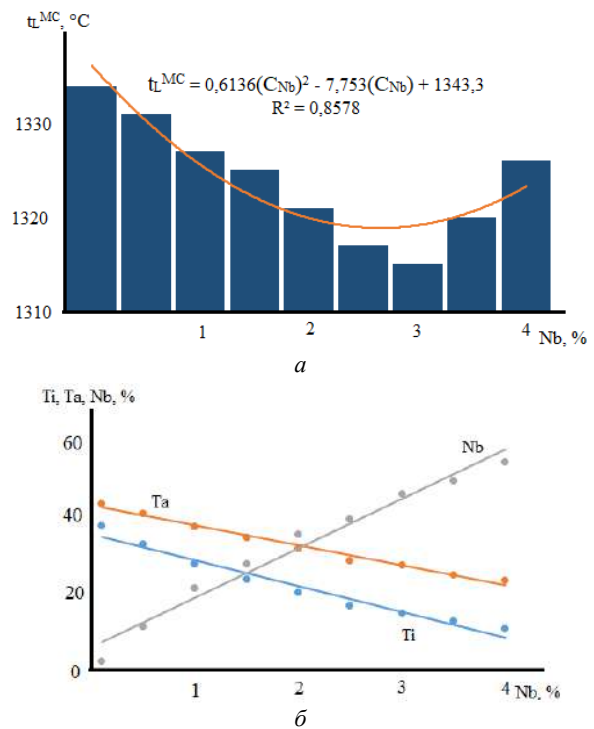 tL^MC, °C
tL^MC = 0,6136(CNb)² - 7,753(CNb) + 1343,3
R² = 0,8578
1330
1320
1310
1
2
3
4
Nb, %
а
Ti, Ta, Nb, %
60
Nb
Ta
40
20
Ti
0
1
2
3
4
Nb, %
б